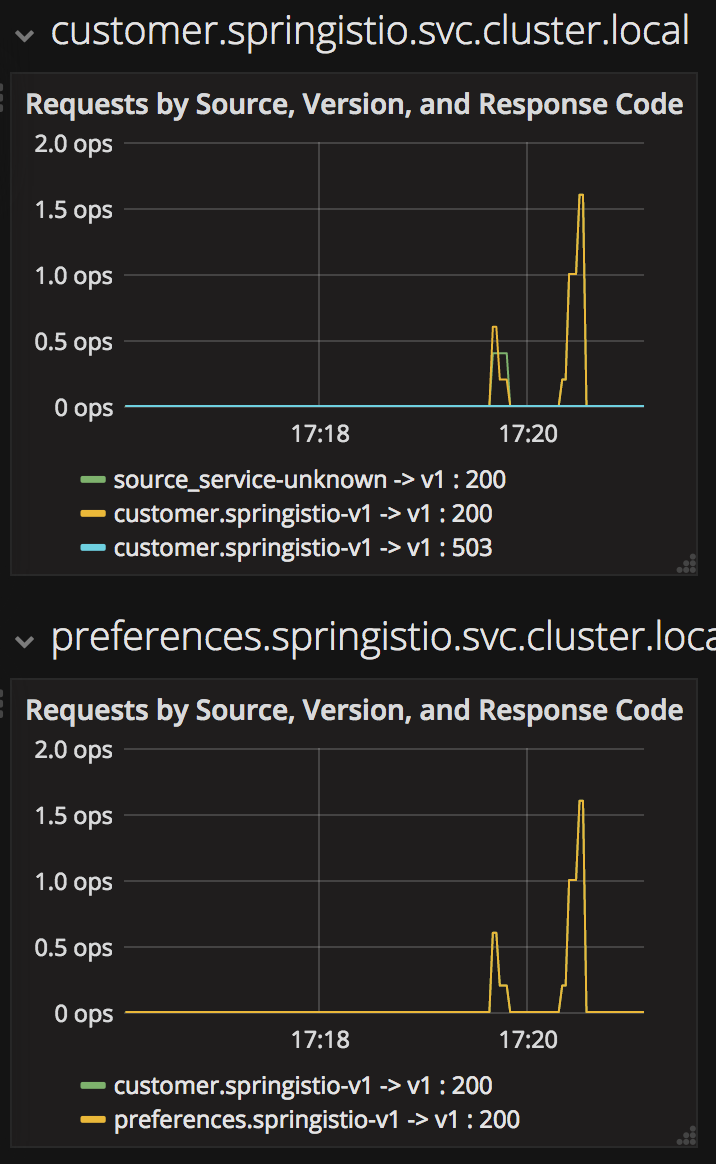 customer.springistio.svc.cluster.local
Requests by Source, Version, and Response Code
2.0 ops
1.5 ops
1.0 ops
0.5 ops
0 ops
17:18 17:20
source_service-unknown -> v1 : 200
customer.springistio-v1 -> v1 : 200
customer.springistio-v1 -> v1 : 503
preferences.springistio.svc.cluster.loca
Requests by Source, Version, and Response Code
2.0 ops
1.5 ops
1.0 ops
0.5 ops
0 ops
17:18 17:20
customer.springistio-v1 -> v1 : 200
preferences.springistio-v1 -> v1 : 200